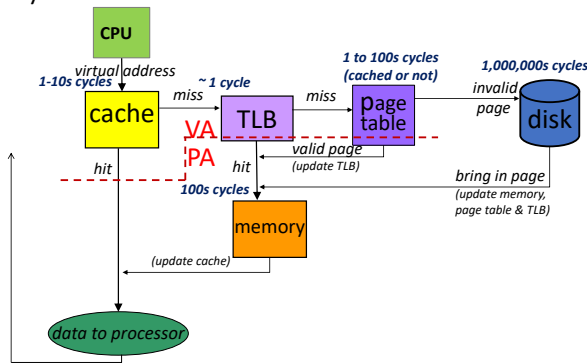 CPU
virtual address
1-10s cycles
cache
miss
~ 1 cycle
TLB
miss
1 to 100s cycles
(cached or not)
page
table
1,000,000s cycles
invalid
page
disk
VA
PA
hit
hit
valid page
(update TLB)
100s cycles
memory
bring in page
(update memory,
page table & TLB)
(update cache)
data to processor